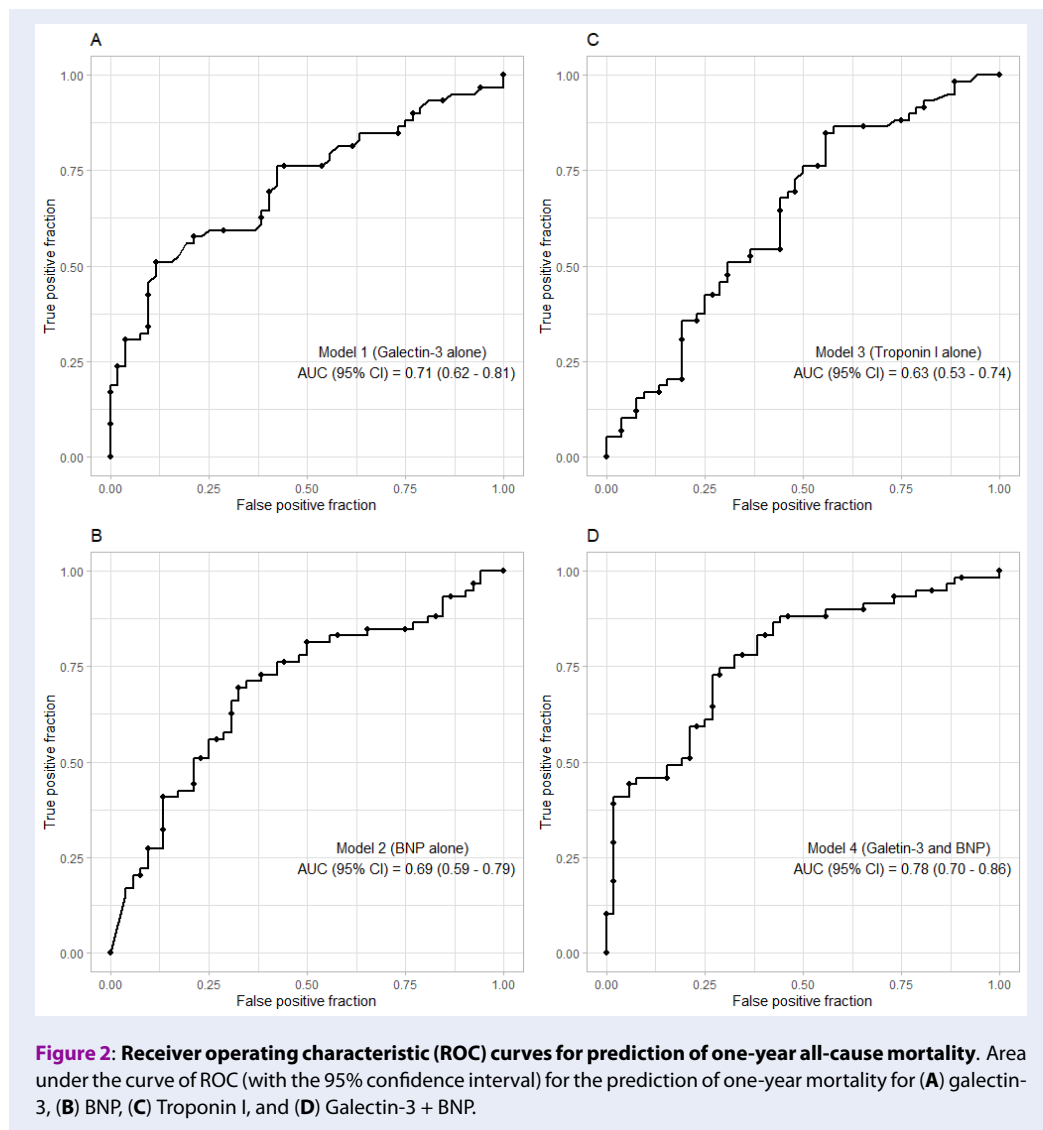 A
1.00
0.75
0.50
0.25
0.00
True positive fraction
Model 1 (Galectin-3 alone)
AUC (95% CI) = 0.71 (0.62 - 0.81)
0.00 0.25 0.50 0.75 1.00
False positive fraction
B
1.00
0.75
0.50
0.25
0.00
True positive fraction
Model 2 (BNP alone)
AUC (95% CI) = 0.69 (0.59 - 0.79)
0.00 0.25 0.50 0.75 1.00
False positive fraction
C
1.00
0.75
0.50
0.25
0.00
True positive fraction
Model 3 (Troponin I alone)
AUC (95% CI) = 0.63 (0.53 - 0.74)
0.00 0.25 0.50 0.75 1.00
False positive fraction
D
1.00
0.75
0.50
0.25
0.00
True positive fraction
Model 4 (Galetin-3 and BNP)
AUC (95% CI) = 0.78 (0.70 - 0.86)
0.00 0.25 0.50 0.75 1.00
False positive fraction
Figure 2: Receiver operating characteristic (ROC) curves for prediction of one-year all-cause mortality. Area
under the curve of ROC (with the 95% confidence interval) for the prediction of one-year mortality for (A) galectin-
3, (B) BNP, (C) Troponin I, and (D) Galectin-3 + BNP.